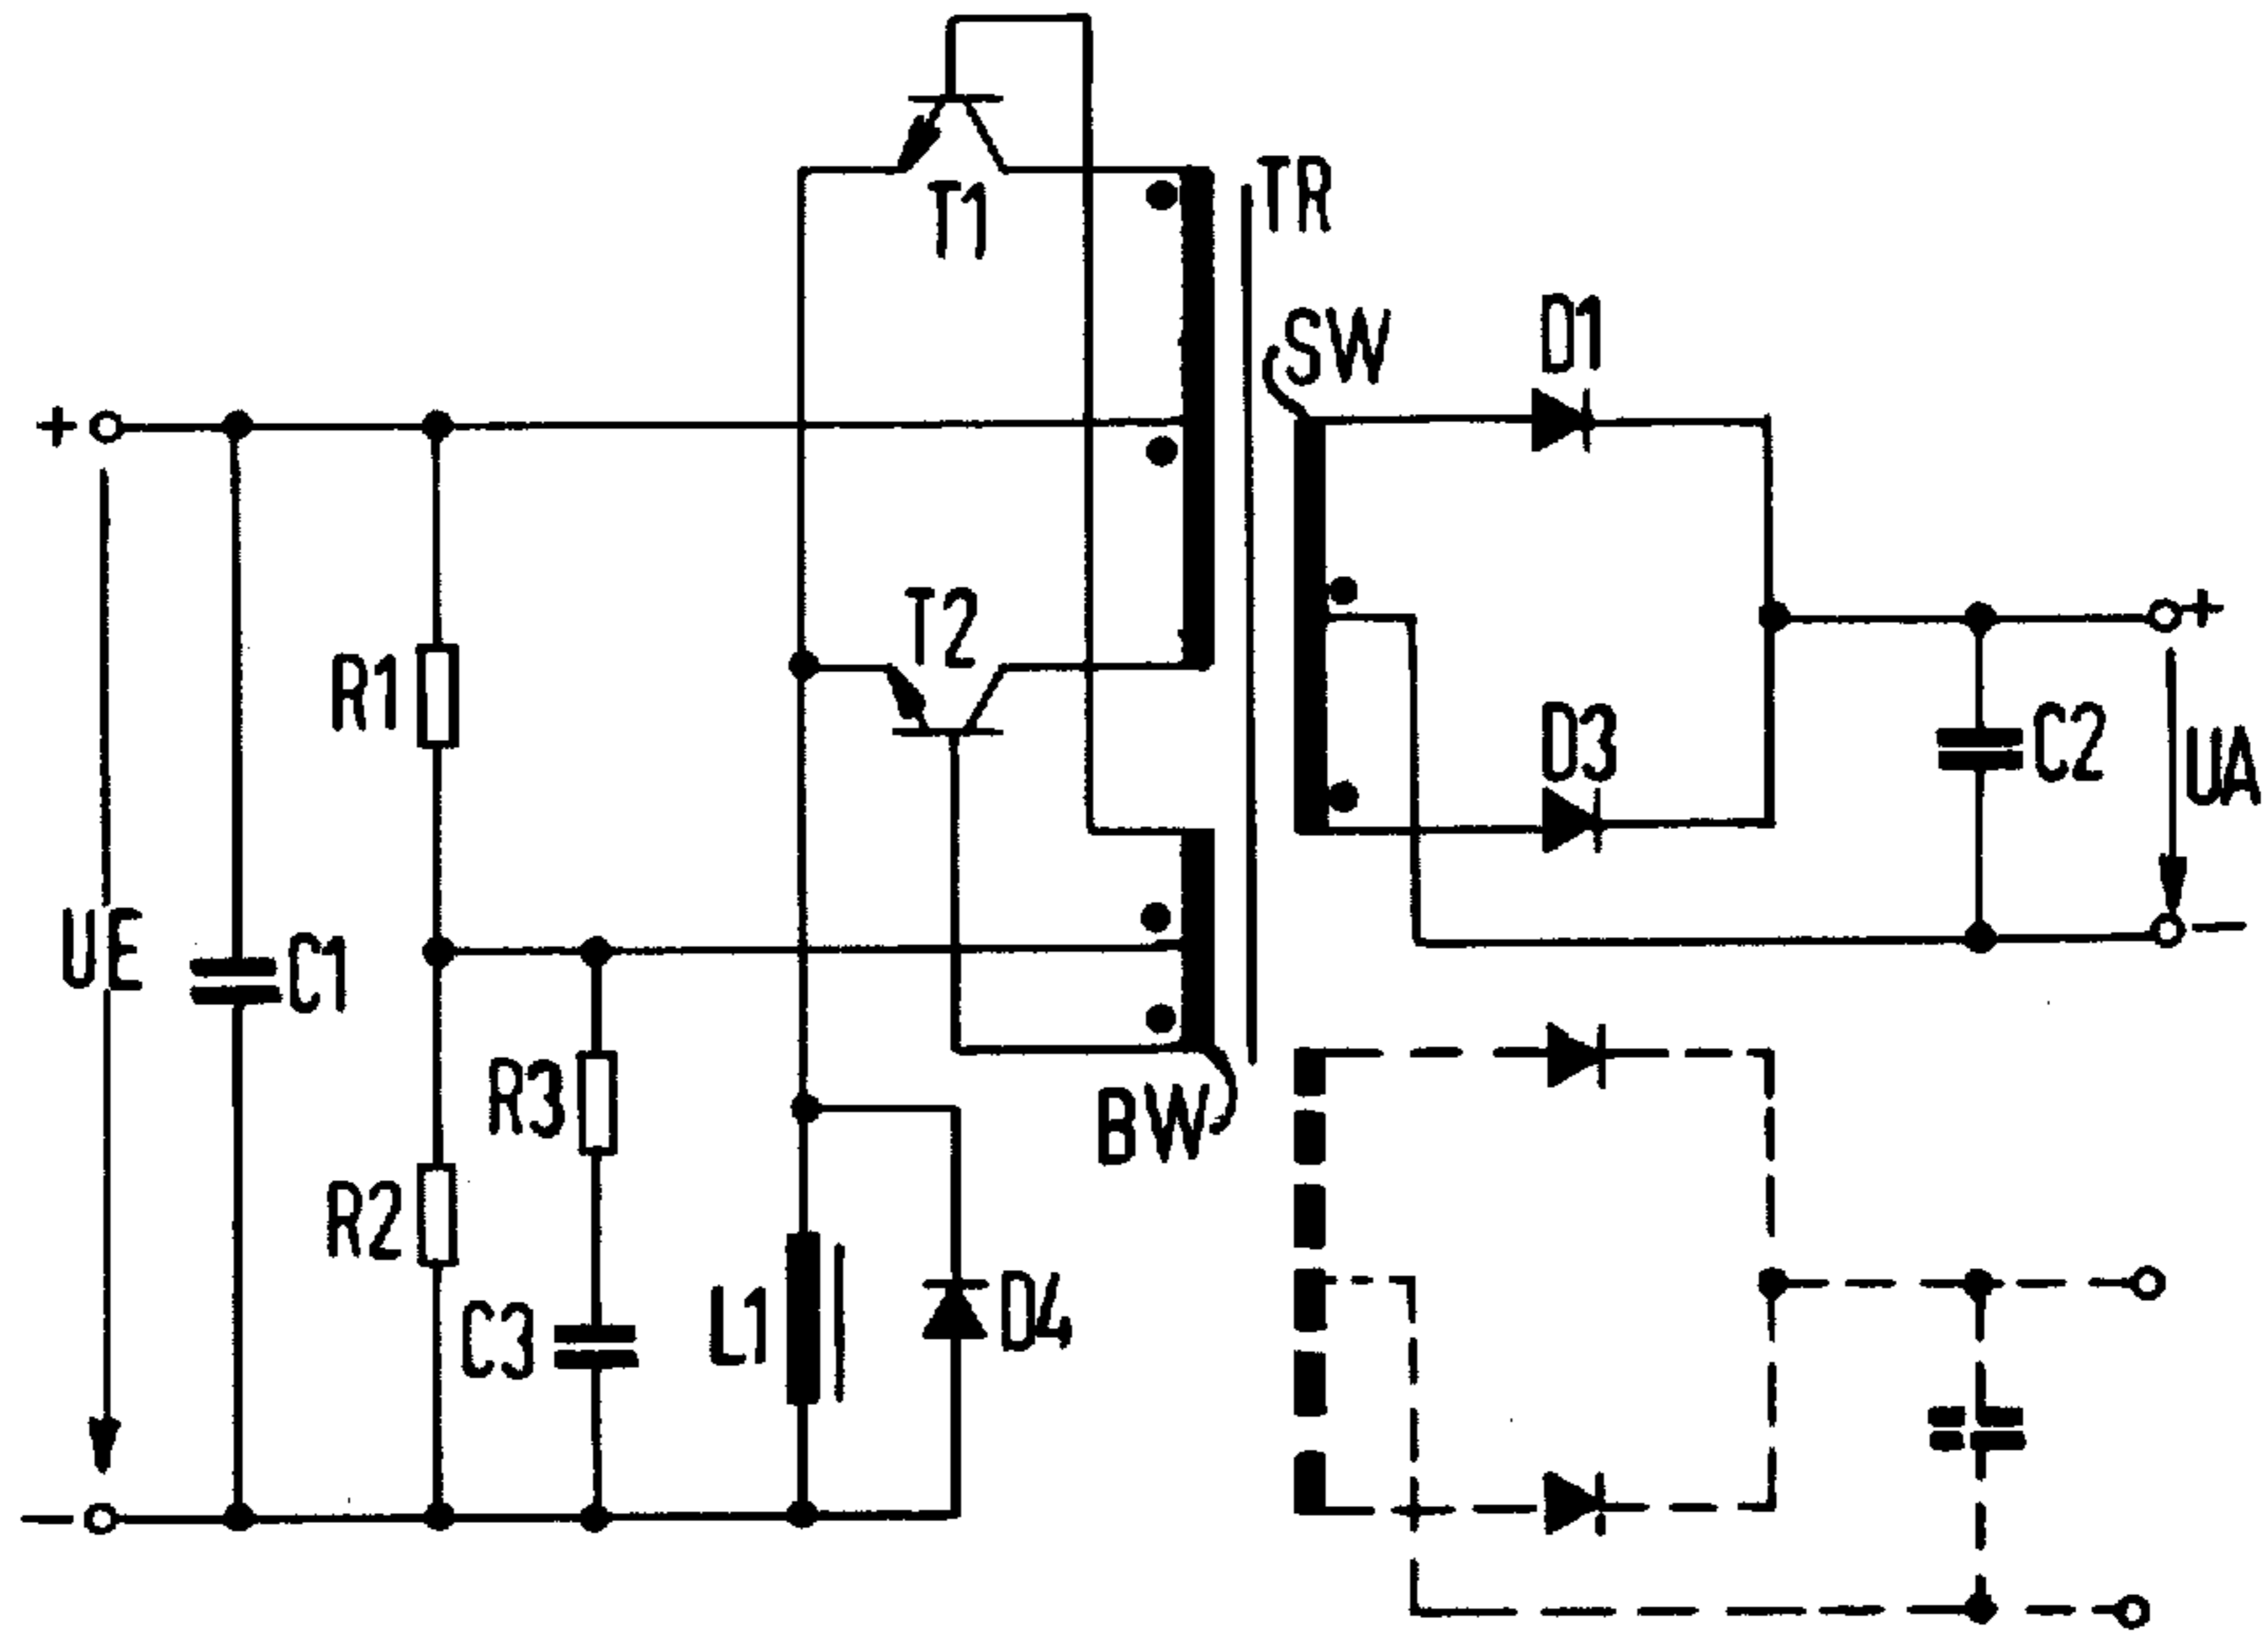 T1
TR
SW
D1
+
T2
+
R1
D3
C2
UA
UE
C1
−
R3
BW
R2
C3
L1
D4
−